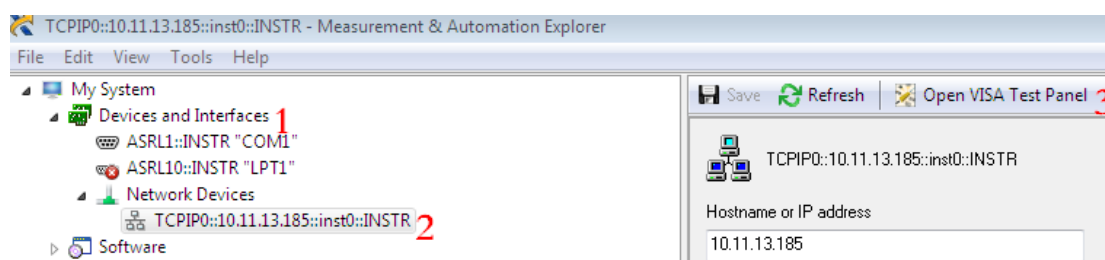 TCPIP0::10.11.13.185::inst0::INSTR - Measurement & Automation Explorer
File Edit View Tools Help
My System
Devices and Interfaces 1
ASRL1::INSTR "COM1"
ASRL10::INSTR "LPT1"
Network Devices
TCPIP0::10.11.13.185::inst0::INSTR 2
Software
Save Refresh Open VISA Test Panel 3
TCPIP0::10.11.13.185::inst0::INSTR
Hostname or IP address
10.11.13.185